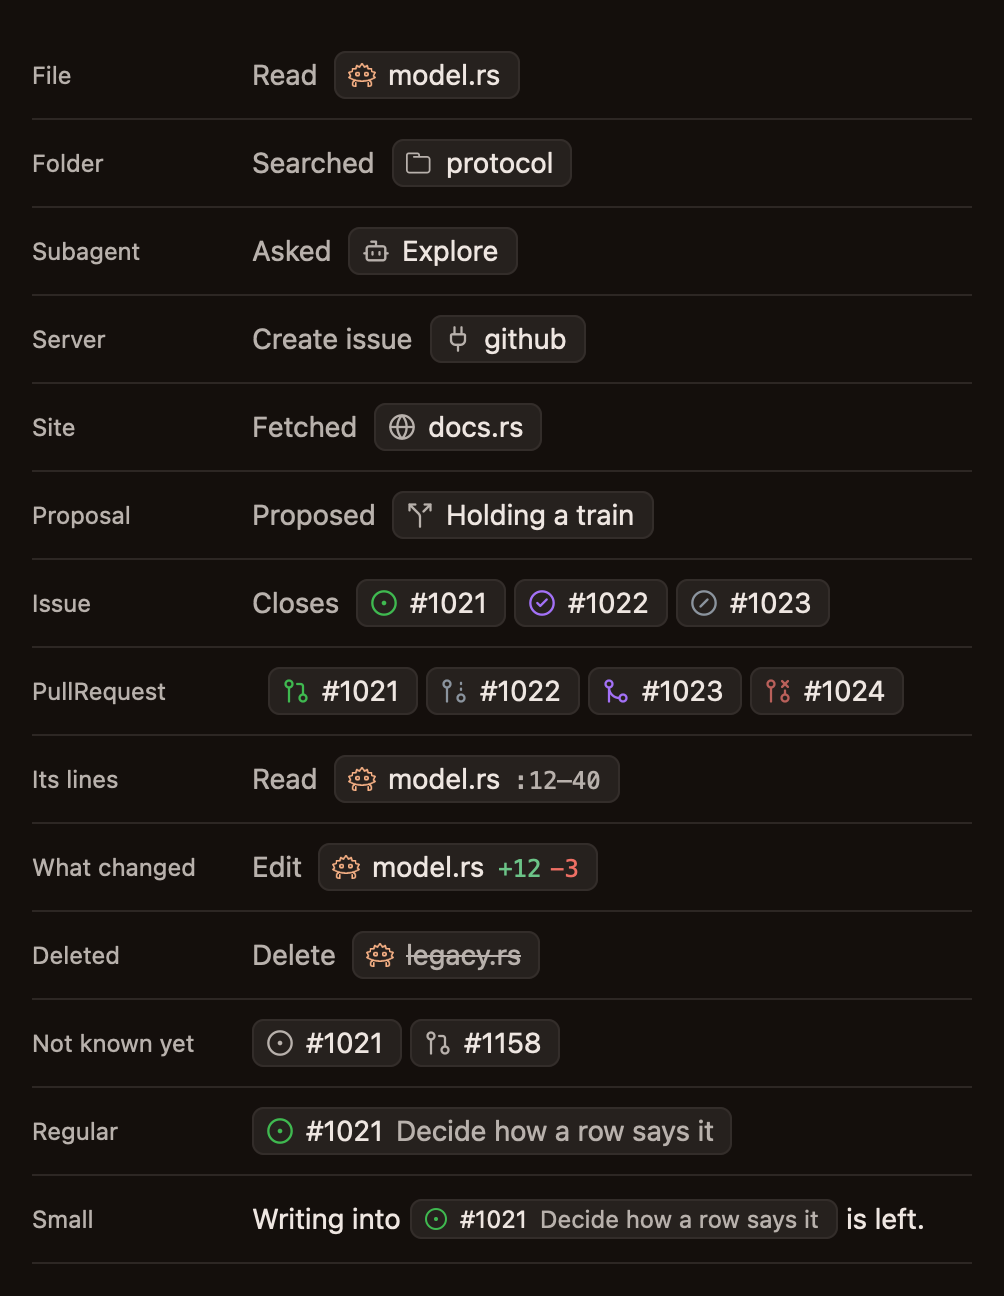 File Read model.rs
Folder Searched protocol
Subagent Asked Explore
Server Create issue github
Site Fetched docs.rs
Proposal Proposed Holding a train
Issue Closes #1021 #1022 #1023
PullRequest #1021 #1022 #1023 #1024
Its lines Read model.rs :12–40
What changed Edit model.rs +12 −3
Deleted Delete legacy.rs
Not known yet #1021 #1158
Regular #1021 Decide how a row says it
Small Writing into #1021 Decide how a row says it is left.